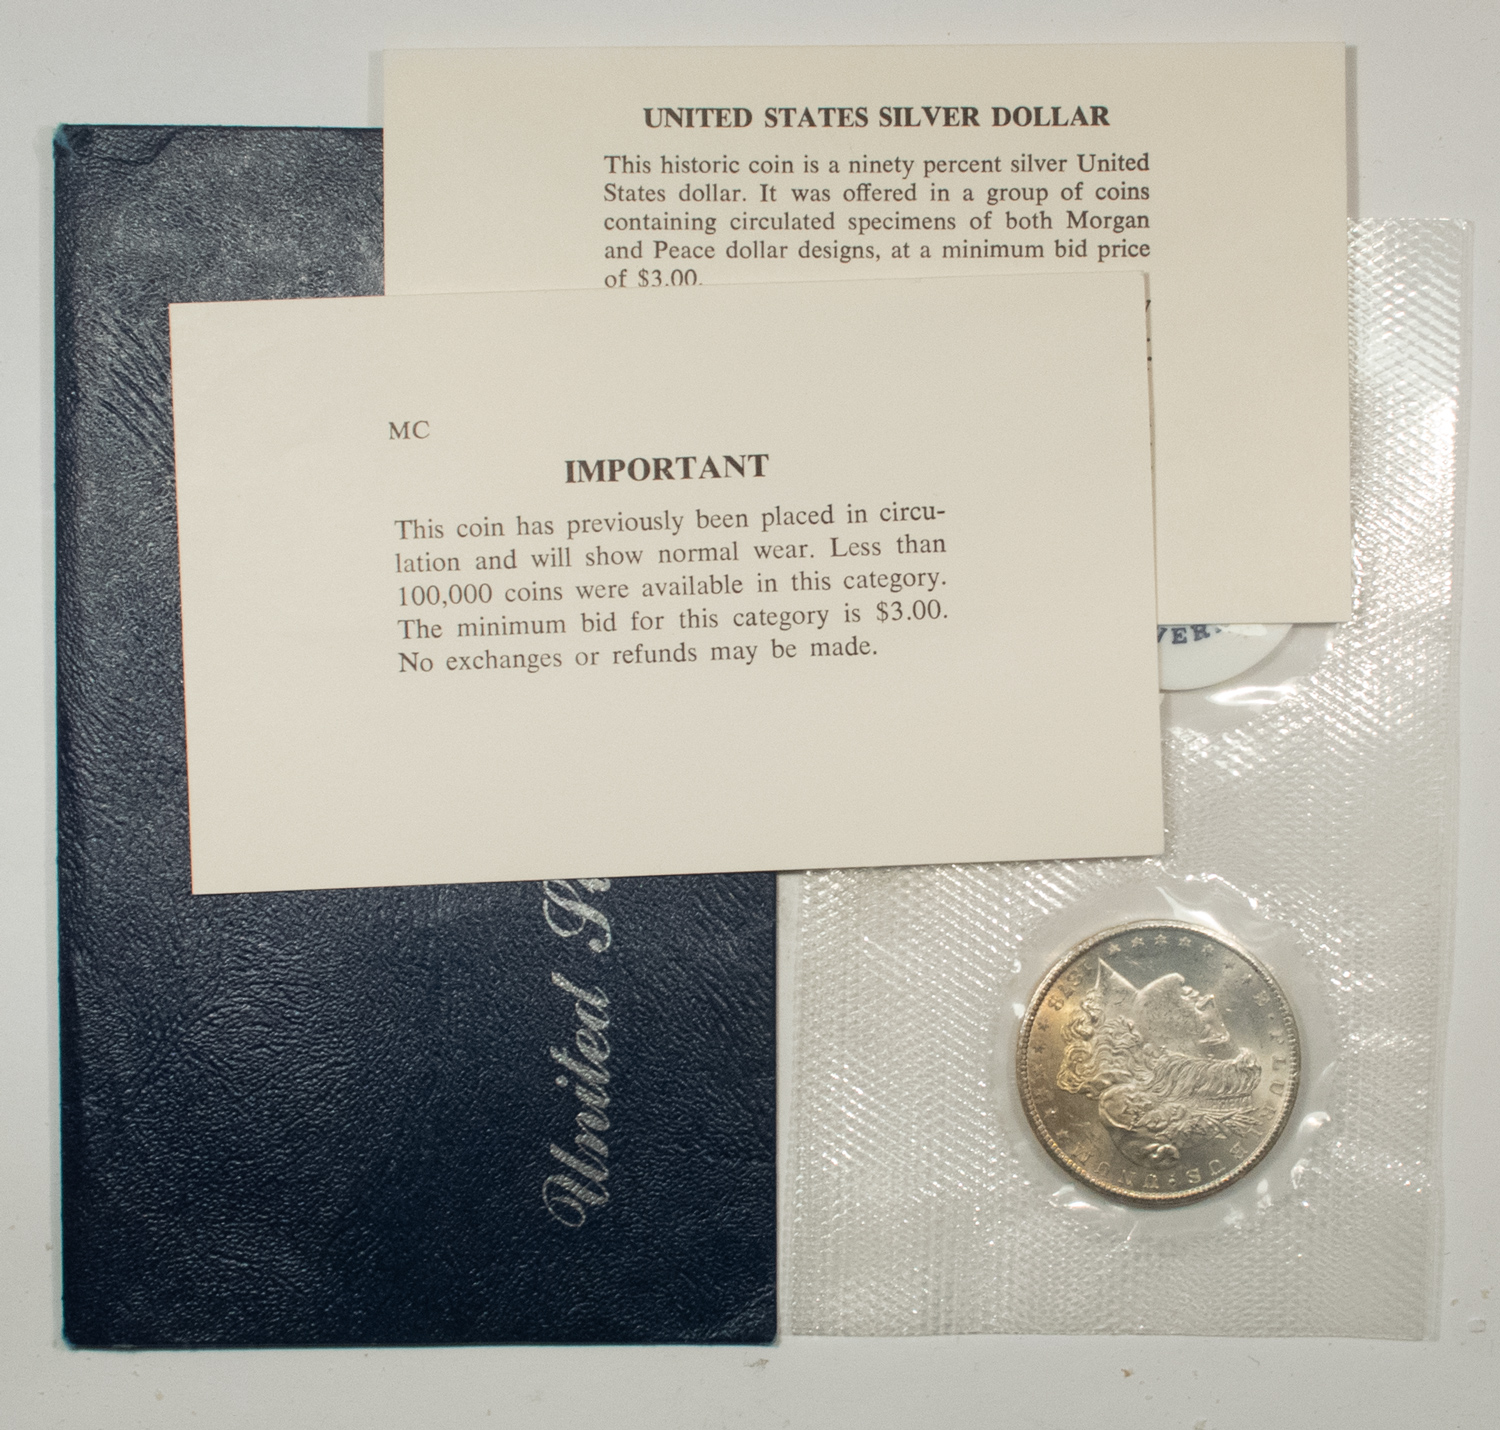 UNITED STATES SILVER DOLLAR
This historic coin is a ninety percent silver United
States dollar. It was offered in a group of coins
containing circulated specimens of both Morgan
and Peace dollar designs, at a minimum bid price
of $3.00.
MC
IMPORTANT
This coin has previously been placed in circu-
lation and will show normal wear. Less than
100,000 coins were available in this category.
The minimum bid for this category is $3.00.
No exchanges or refunds may be made.
United
E·PLURIBUS·UNUM